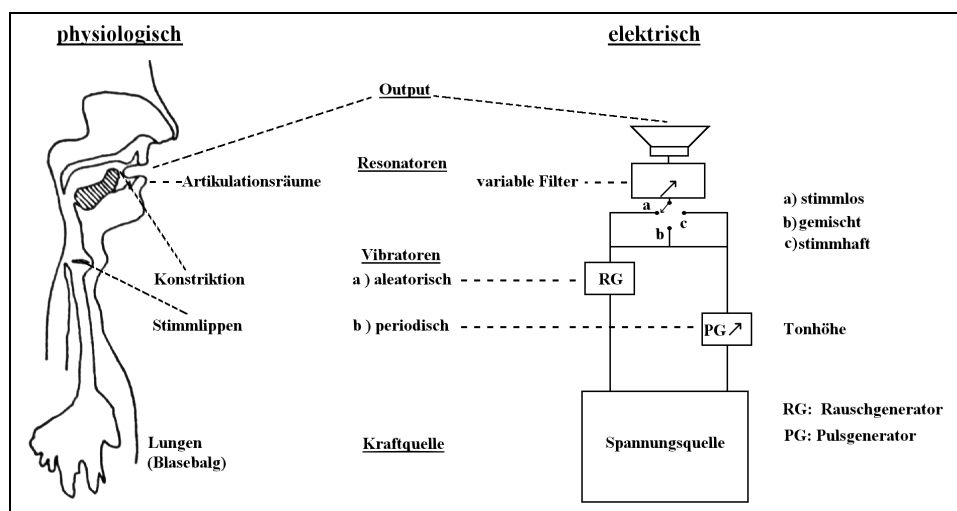 physiologisch
elektrisch
Output
Resonatoren
Artikulationsräume
variable Filter
a
c
b
a) stimmlos
b) gemischt
c) stimmhaft
Vibratoren
Konstriktion
a ) aleatorisch
RG
Stimmlippen
b ) periodisch
PG
Tonhöhe
Lungen
(Blasebalg)
Kraftquelle
Spannungsquelle
RG: Rauschgenerator
PG: Pulsgenerator